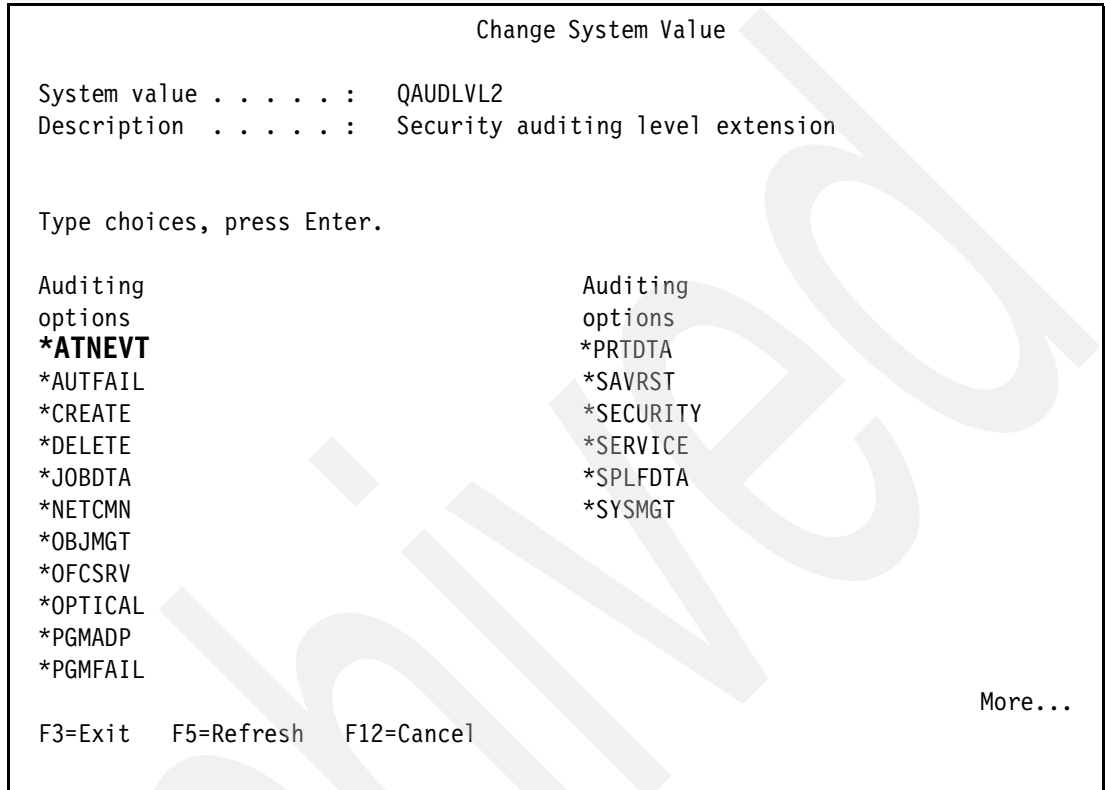 Change System Value
System value . . . . . :   QAUDLVL2
Description  . . . . . :   Security auditing level extension
Type choices, press Enter.
Auditing                    Auditing
options                     options
*ATNEVT                     *PRTDTA
*AUTFAIL                    *SAVRST
*CREATE                     *SECURITY
*DELETE                     *SERVICE
*JOBDTA                     *SPLFDTA
*NETCMN                     *SYSMGT
*OBJMGT
*OFCSRV
*OPTICAL
*PGMADP
*PGMFAIL
More...
F3=Exit   F5=Refresh   F12=Cancel